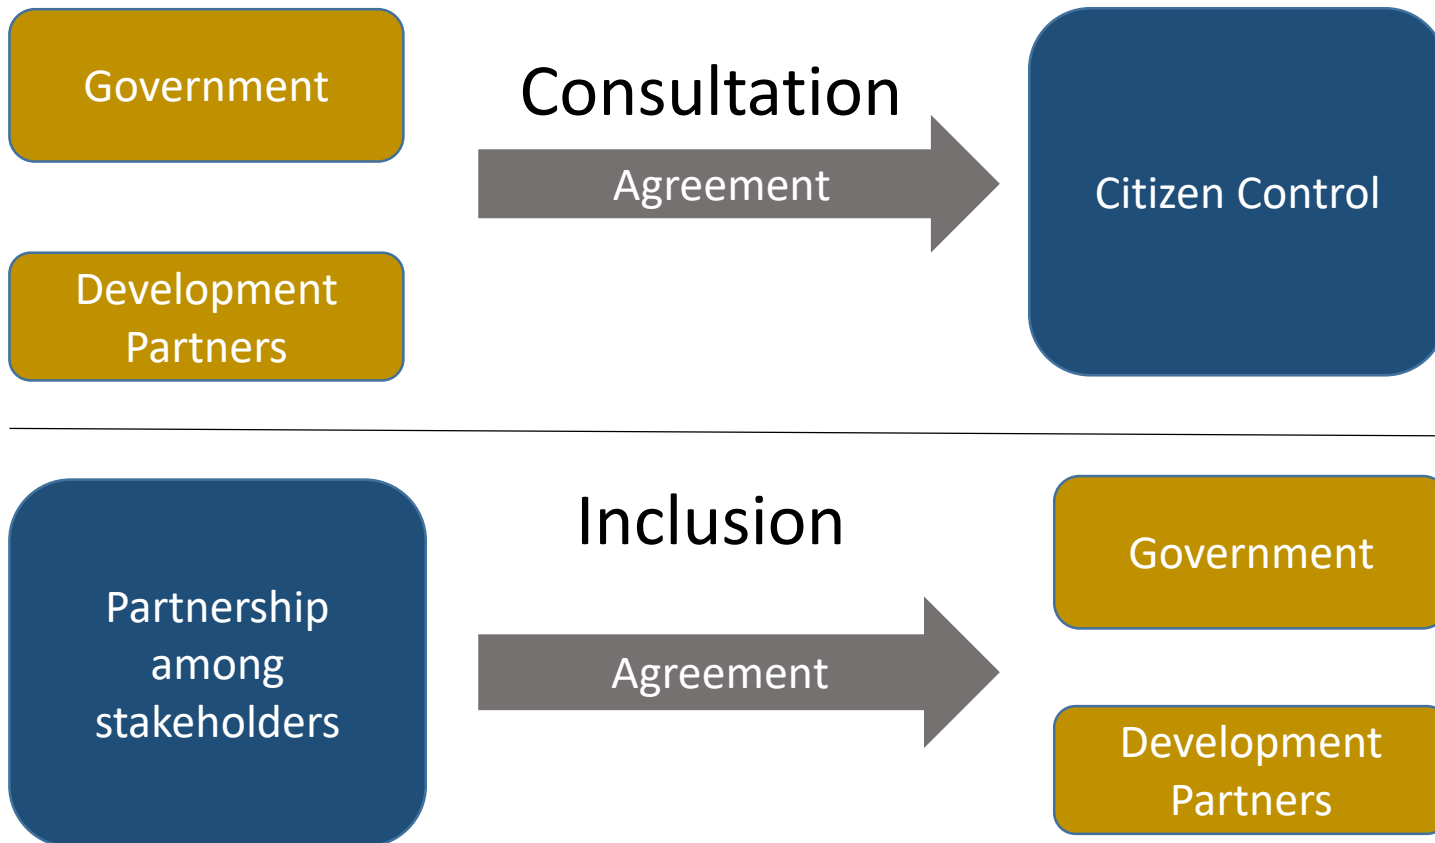 Government
Consultation
Agreement
Citizen Control
Development
Partners
Inclusion
Partnership
among
stakeholders
Agreement
Government
Development
Partners